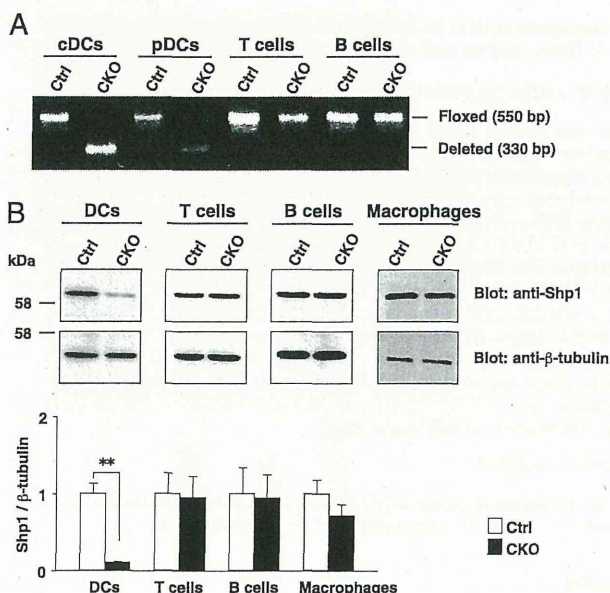 A
cDCs pDCs T cells B cells
Ctrl CKO Ctrl CKO Ctrl CKO Ctrl CKO
Floxed (550 bp)
Deleted (330 bp)
B
DCs T cells B cells Macrophages
Ctrl CKO Ctrl CKO Ctrl CKO Ctrl CKO
kDa
58
Blot: anti-Shp1
58
Blot: anti-β-tubulin
2
**
1
0
Shp1 / β-tubulin
Ctrl
CKO
DCs T cells B cells Macrophages